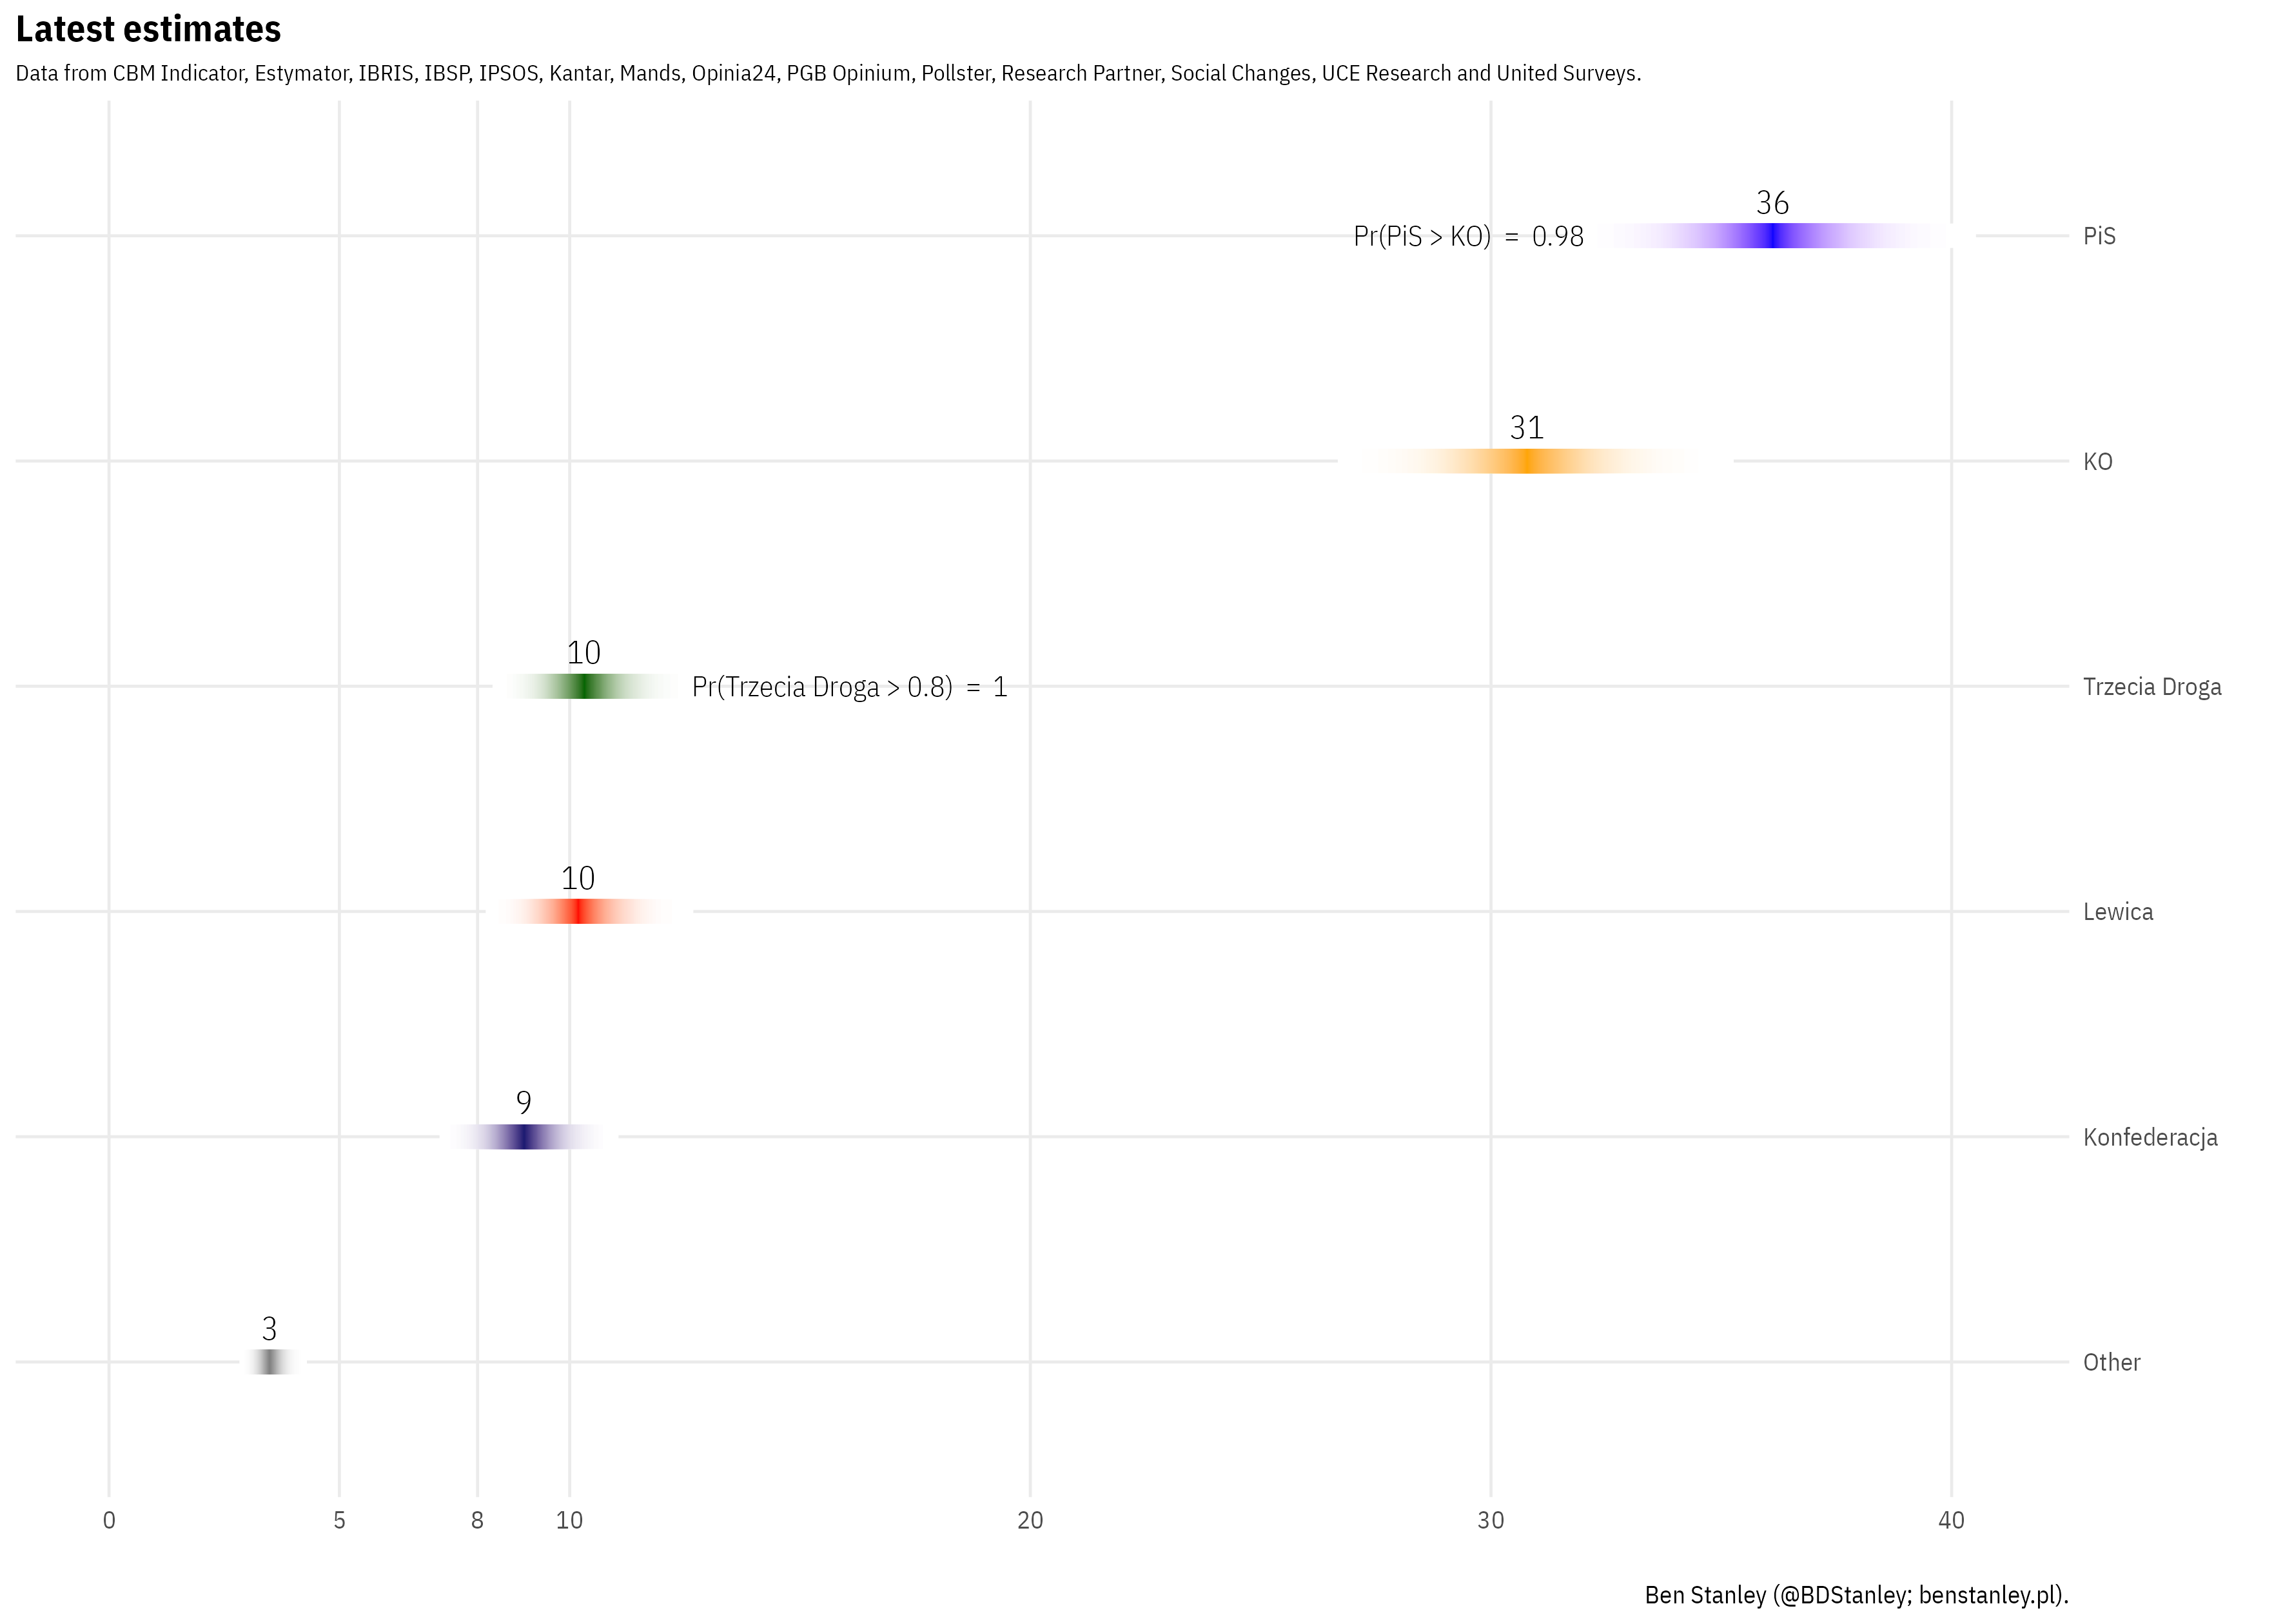 Latest estimates
Data from CBM Indicator, Estymator, IBRIS, IBSP, IPSOS, Kantar, Mands, Opinia24, PGB Opinium, Pollster, Research Partner, Social Changes, UCE Research and United Surveys.
36
Pr(PiS > KO) = 0.98
PiS
31
KO
10
Pr(Trzecia Droga > 0.8) = 1
Trzecia Droga
10
Lewica
9
Konfederacja
3
Other
0 5 8 10 20 30 40
Ben Stanley (@BDStanley; benstanley.pl).